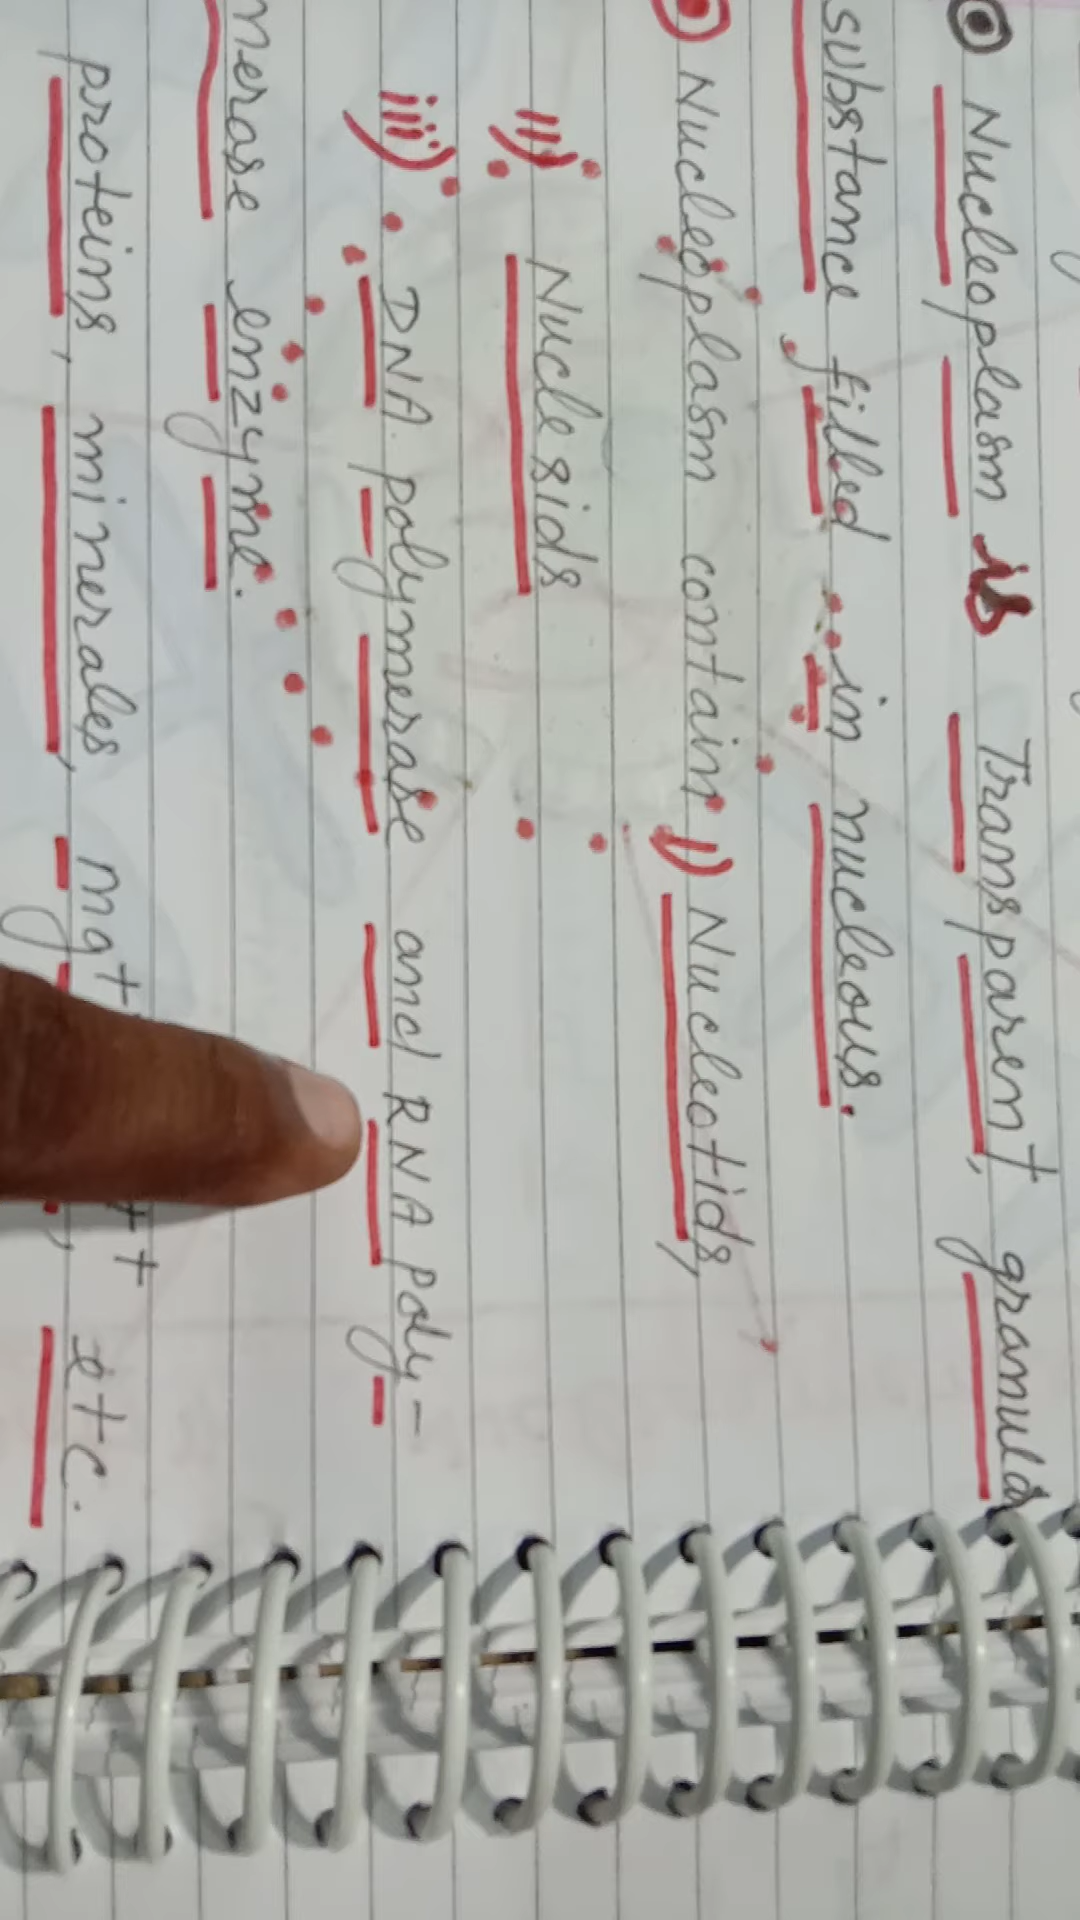 Nucleoplasm is Transparent, granular
substance filled in nucleous.
Nucleoplasm contain i) Nucleotids,
ii) Nuclesids
iii) DNA polymerase and RNA poly-
merase enzyme.
proteins, minerales, mg+ +, etc.